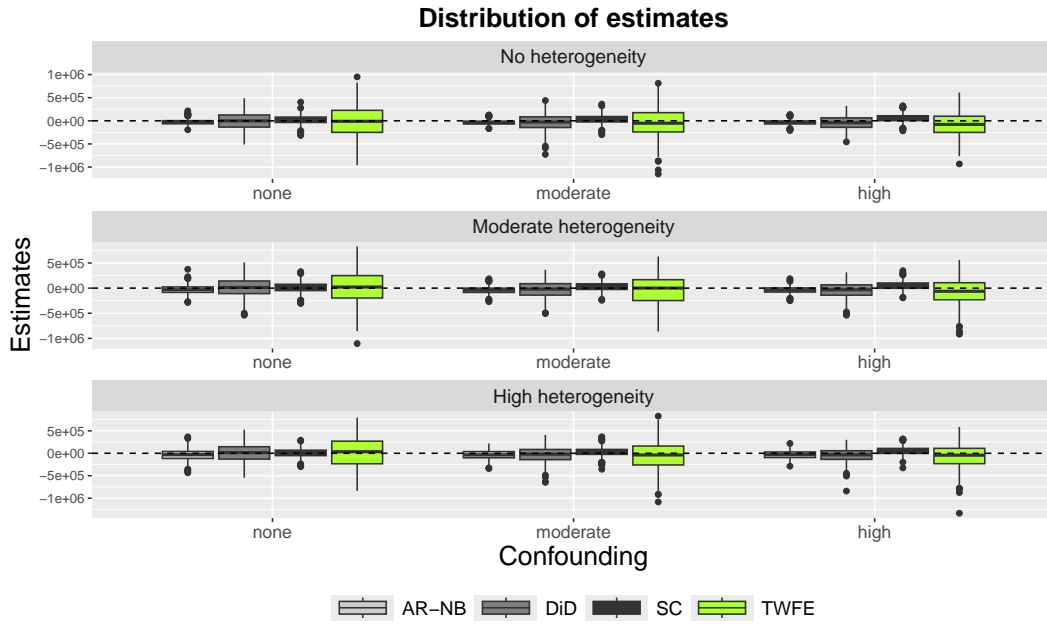 Distribution of estimates
No heterogeneity
1e+06
5e+05
0e+00
−5e+05
−1e+06
none moderate high
Moderate heterogeneity
5e+05
0e+00
−5e+05
−1e+06
none moderate high
High heterogeneity
5e+05
0e+00
−5e+05
−1e+06
none moderate high
Estimates
Confounding
AR−NB DiD SC TWFE